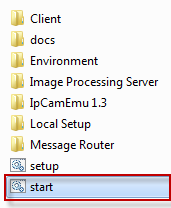 Client
docs
Environment
Image Processing Server
IpCamEmu 1.3
Local Setup
Message Router
setup
start